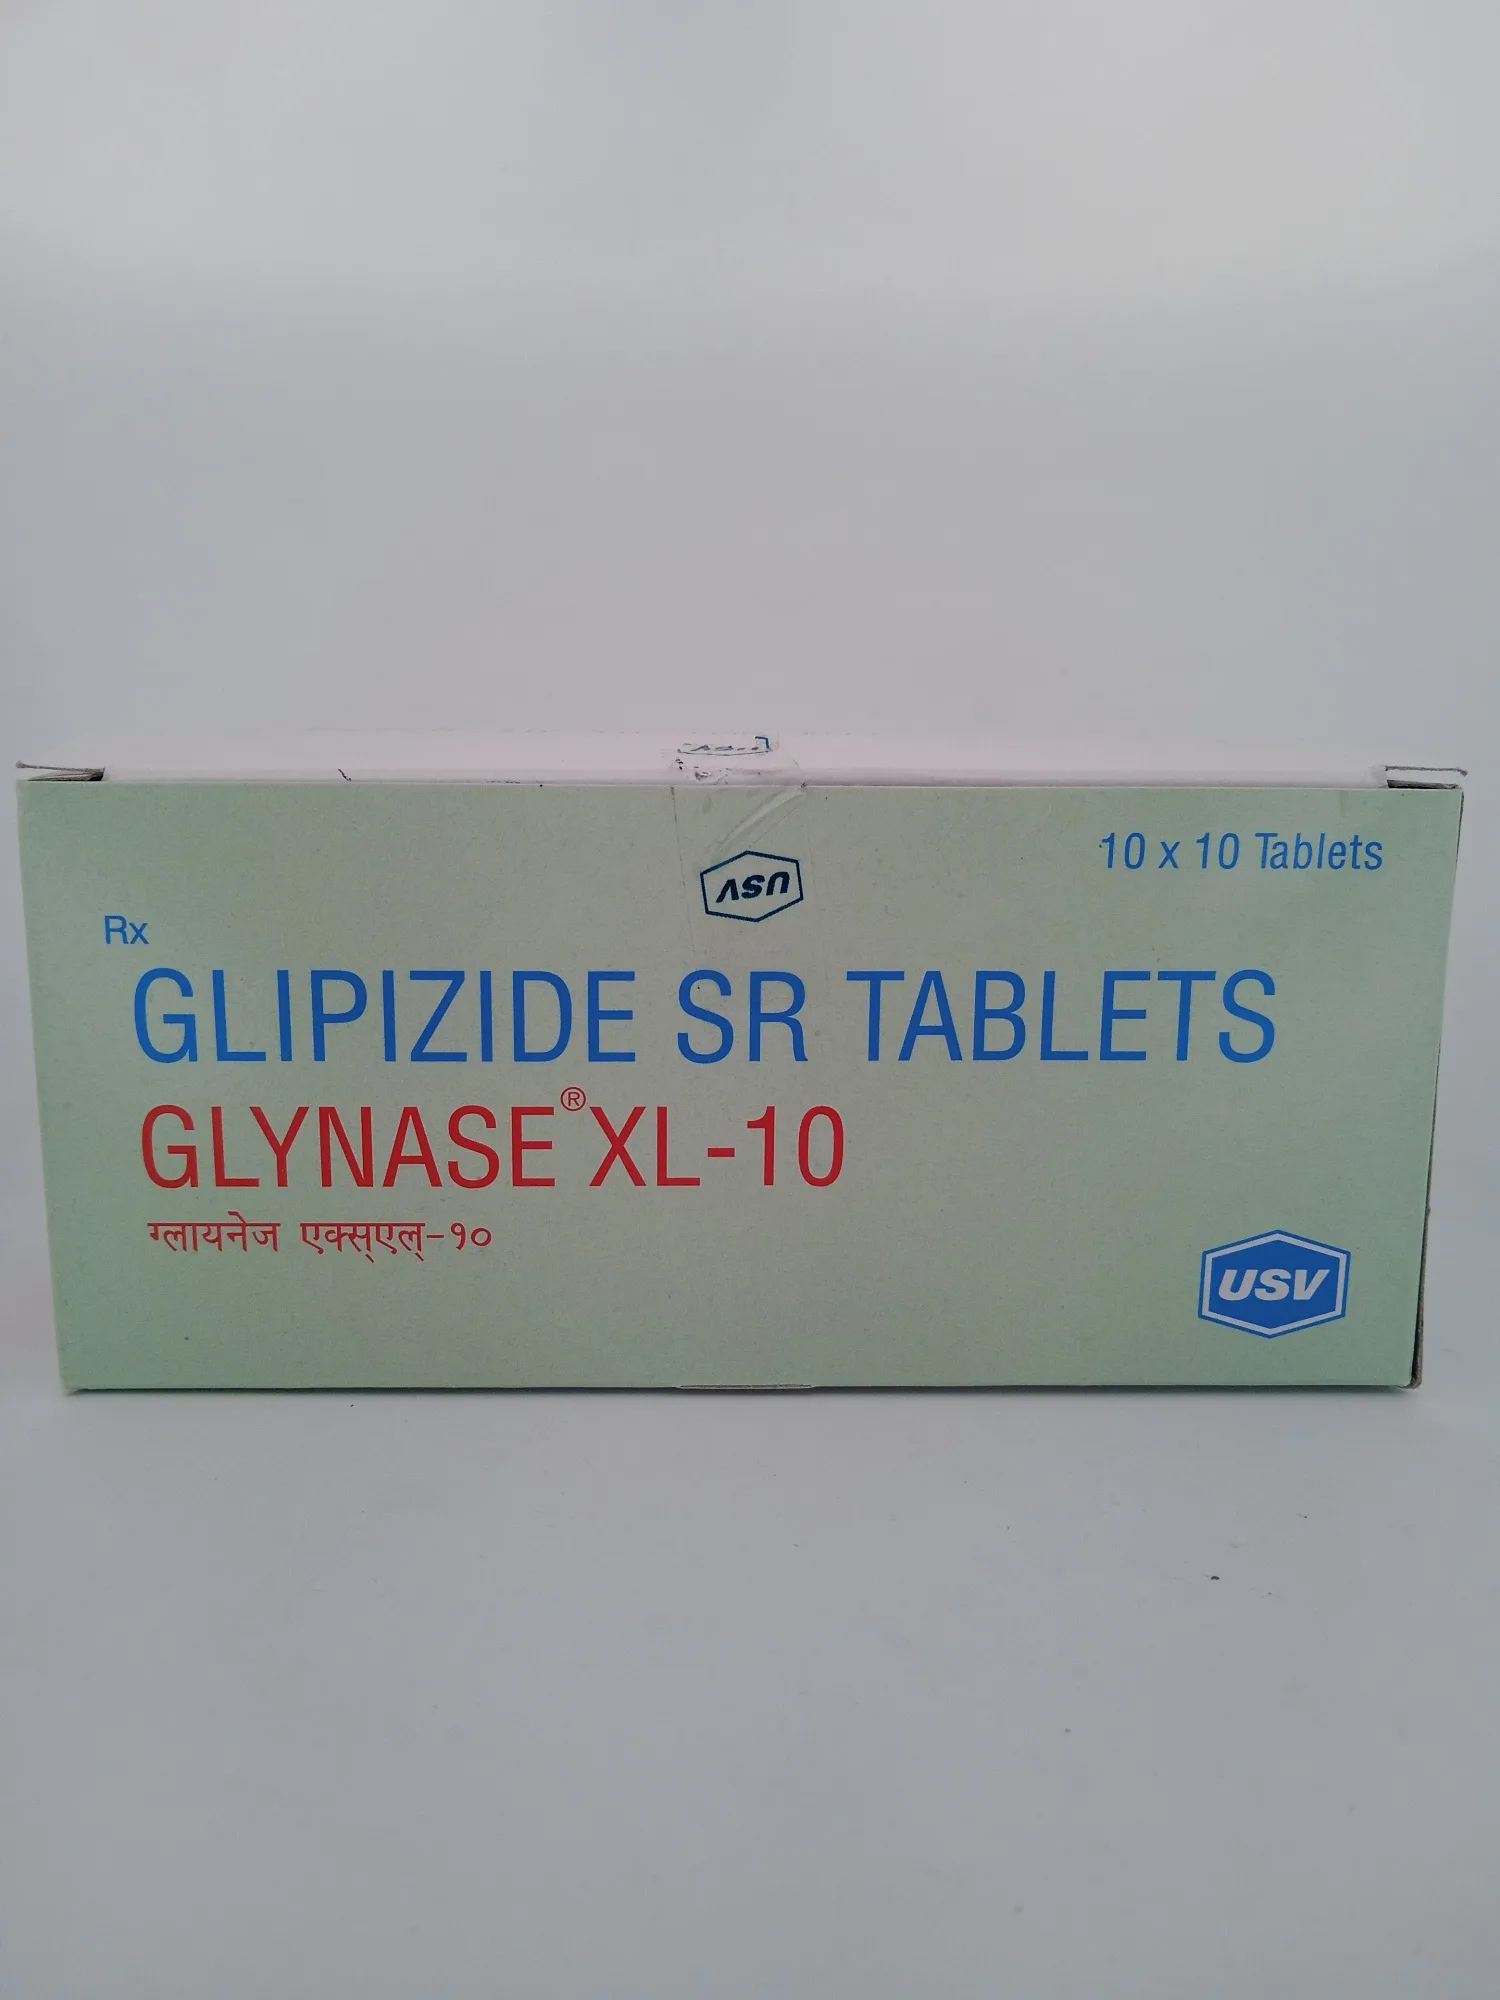 10 x 10 Tablets
USV
Rx
GLIPIZIDE SR TABLETS
GLYNASE® XL-10
ग्लायनेज एक्स्एल्-१०
USV